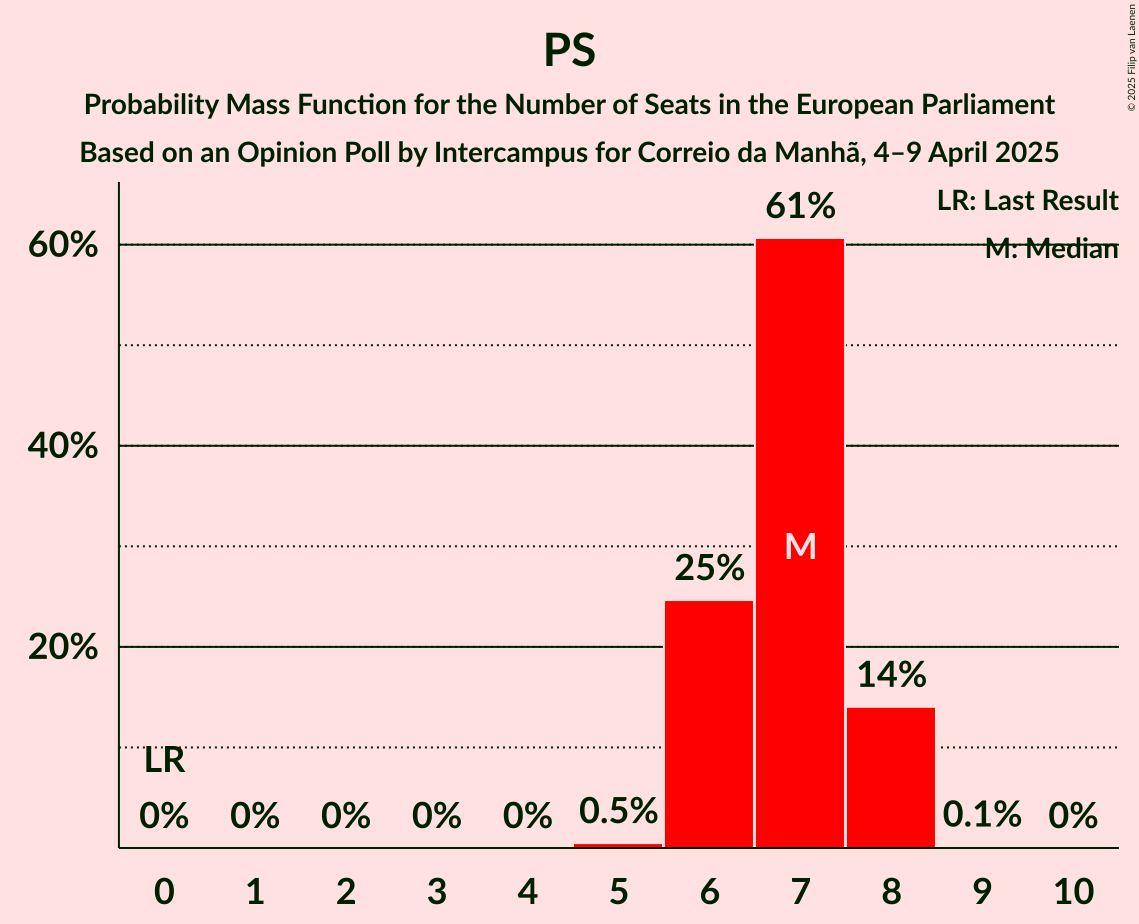 PS
Probability Mass Function for the Number of Seats in the European Parliament
Based on an Opinion Poll by Intercampus for Correio da Manhã, 4–9 April 2025
© 2025 Filip van Laenen
LR: Last Result
M: Median
60%
40%
20%
61%
M
25%
14%
LR
0% 0% 0% 0% 0% 0.5% 0.1% 0%
0 1 2 3 4 5 6 7 8 9 10